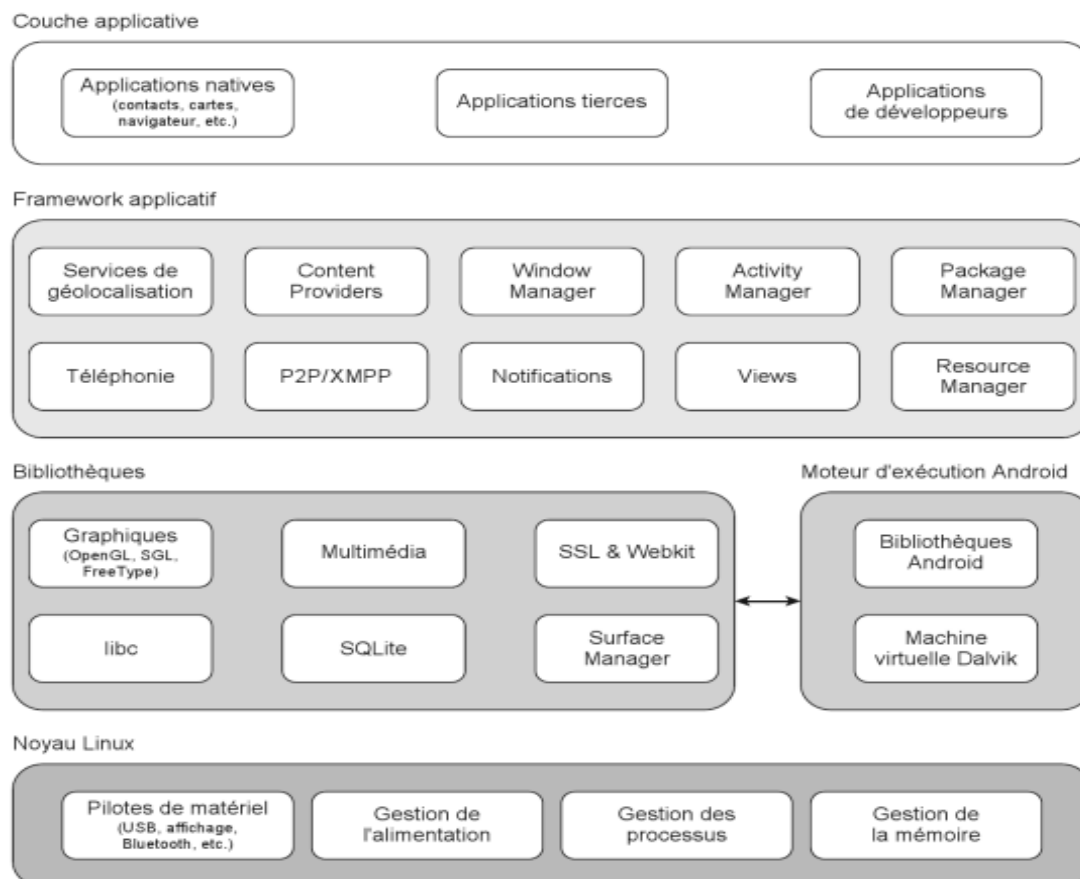 Couche applicative
Applications natives
(contacts, cartes,
navigateur, etc.)
Applications tierces
Applications
de développeurs
Framework applicatif
Services de
géolocalisation
Content
Providers
Window
Manager
Activity
Manager
Package
Manager
Téléphonie
P2P/XMPP
Notifications
Views
Resource
Manager
Bibliothèques
Graphiques
(OpenGL, SGL,
FreeType)
Multimédia
SSL & Webkit
libc
SQLite
Surface
Manager
Moteur d'exécution Android
Bibliothèques
Android
Machine
virtuelle Dalvik
Noyau Linux
Pilotes de matériel
(USB, affichage,
Bluetooth, etc.)
Gestion de
l'alimentation
Gestion des
processus
Gestion de
la mémoire